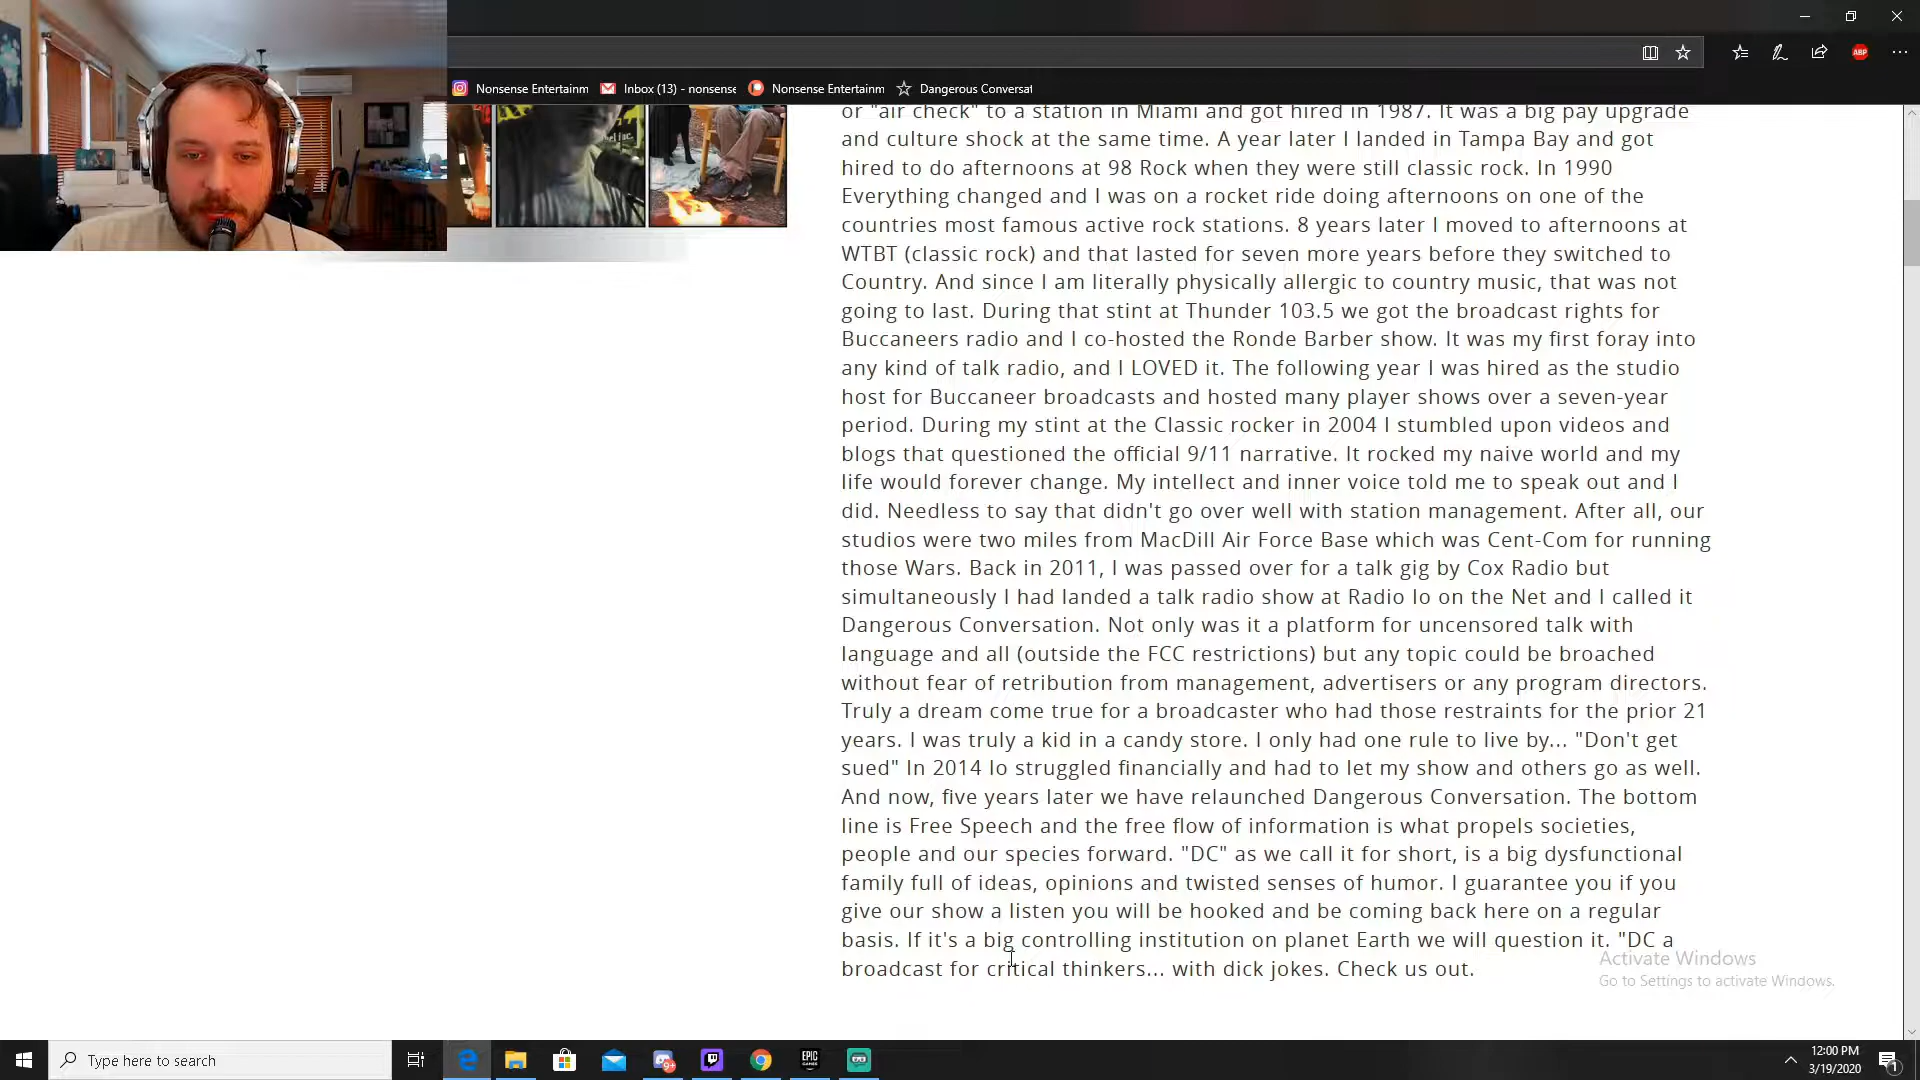 Nonsense Entertainm
Inbox (13) - nonsense
Nonsense Entertainm
Dangerous Conversat
ABP
or "air check" to a station in Miami and got hired in 1987. It was a big pay upgrade
and culture shock at the same time. A year later I landed in Tampa Bay and got
hired to do afternoons at 98 Rock when they were still classic rock. In 1990
Everything changed and I was on a rocket ride doing afternoons on one of the
countries most famous active rock stations. 8 years later I moved to afternoons at
WTBT (classic rock) and that lasted for seven more years before they switched to
Country. And since I am literally physically allergic to country music, that was not
going to last. During that stint at Thunder 103.5 we got the broadcast rights for
Buccaneers radio and I co-hosted the Ronde Barber show. It was my first foray into
any kind of talk radio, and I LOVED it. The following year I was hired as the studio
host for Buccaneer broadcasts and hosted many player shows over a seven-year
period. During my stint at the Classic rocker in 2004 I stumbled upon videos and
blogs that questioned the official 9/11 narrative. It rocked my naive world and my
life would forever change. My intellect and inner voice told me to speak out and I
did. Needless to say that didn't go over well with station management. After all, our
studios were two miles from MacDill Air Force Base which was Cent-Com for running
those Wars. Back in 2011, I was passed over for a talk gig by Cox Radio but
simultaneously I had landed a talk radio show at Radio Io on the Net and I called it
Dangerous Conversation. Not only was it a platform for uncensored talk with
language and all (outside the FCC restrictions) but any topic could be broached
without fear of retribution from management, advertisers or any program directors.
Truly a dream come true for a broadcaster who had those restraints for the prior 21
years. I was truly a kid in a candy store. I only had one rule to live by... "Don't get
sued" In 2014 Io struggled financially and had to let my show and others go as well.
And now, five years later we have relaunched Dangerous Conversation. The bottom
line is Free Speech and the free flow of information is what propels societies,
people and our species forward. "DC" as we call it for short, is a big dysfunctional
family full of ideas, opinions and twisted senses of humor. I guarantee you if you
give our show a listen you will be hooked and be coming back here on a regular
basis. If it's a big controlling institution on planet Earth we will question it. "DC a
broadcast for critical thinkers... with dick jokes. Check us out.
Activate Windows
Go to Settings to activate Windows.
Type here to search
9+
EPIC
GAMES
12:00 PM
3/19/2020
1